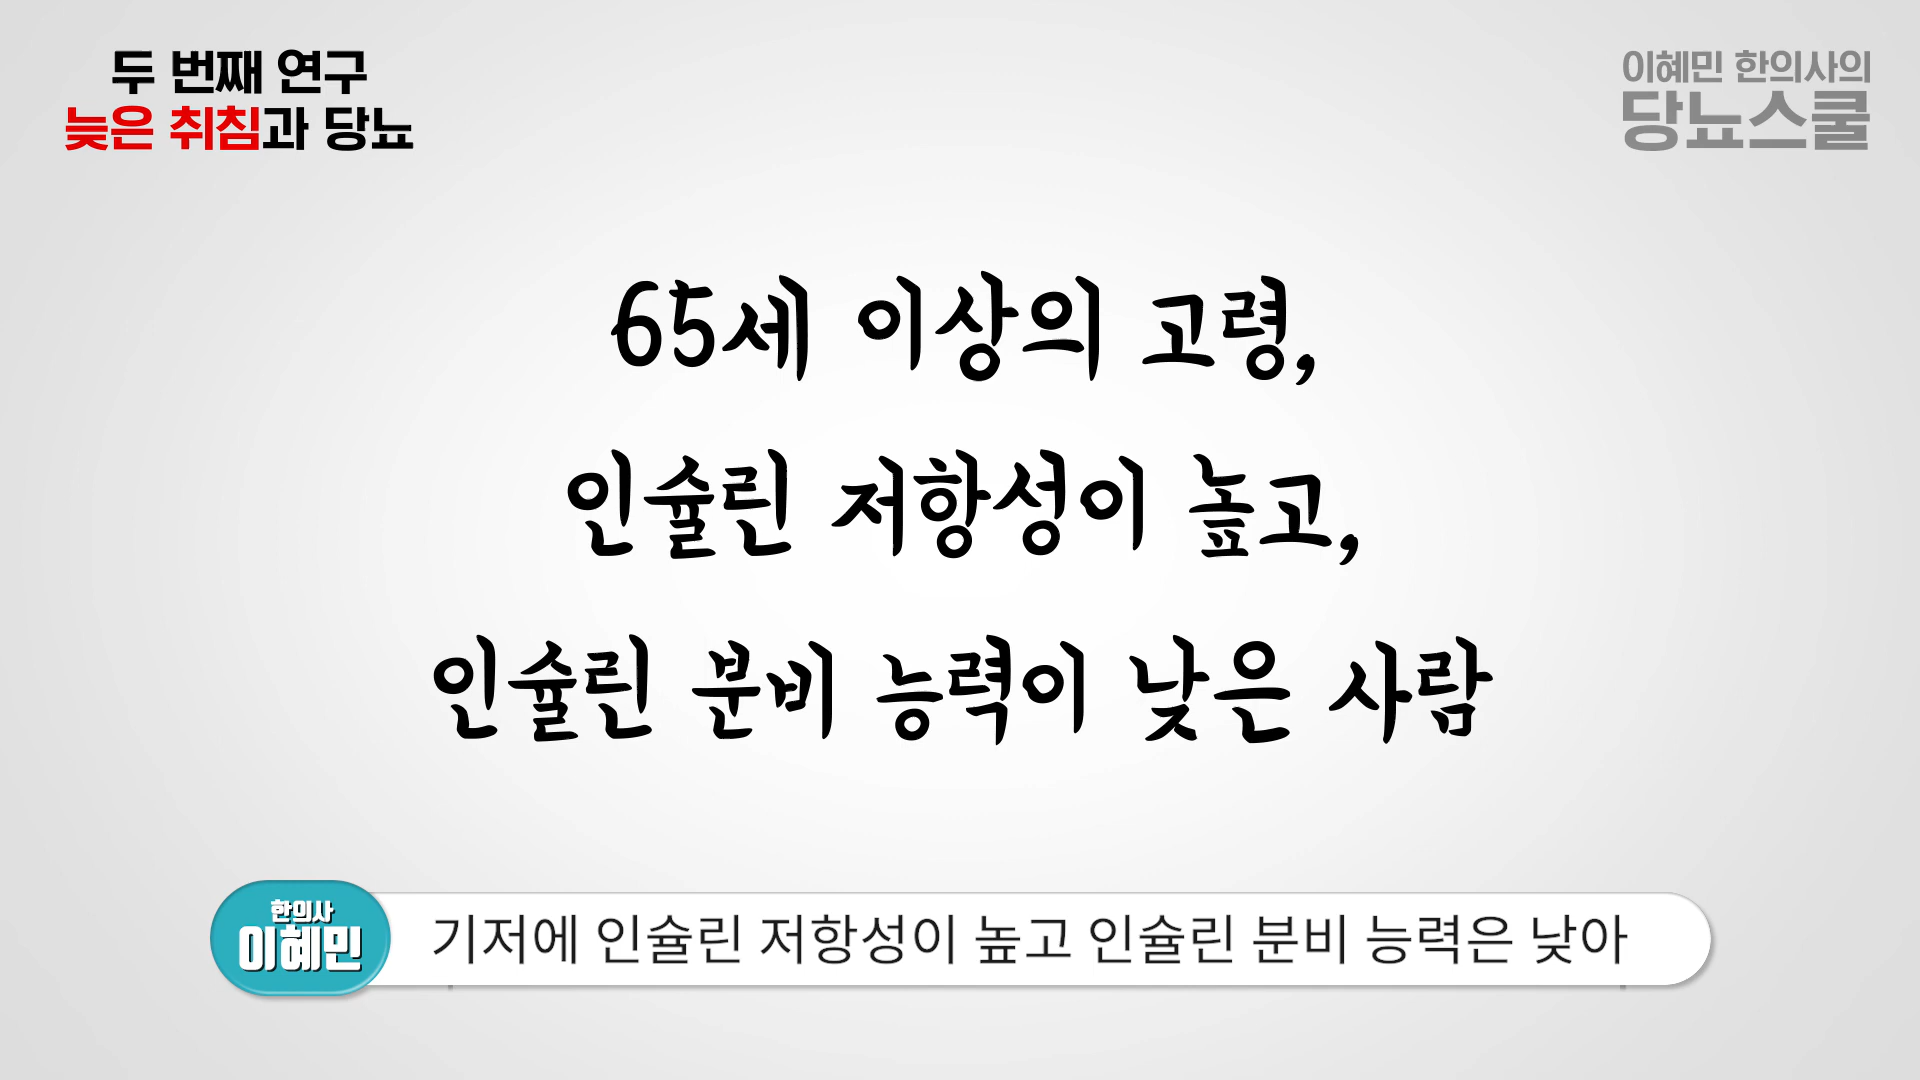 두 번째 연구
늦은 취침과 당뇨
이혜민 한의사의
당뇨스쿨
65세 이상의 고령,
인슐린 저항성이 높고,
인슐린 분비 능력이 낮은 사람
한의사
이혜민
기저에 인슐린 저항성이 높고 인슐린 분비 능력은 낮아